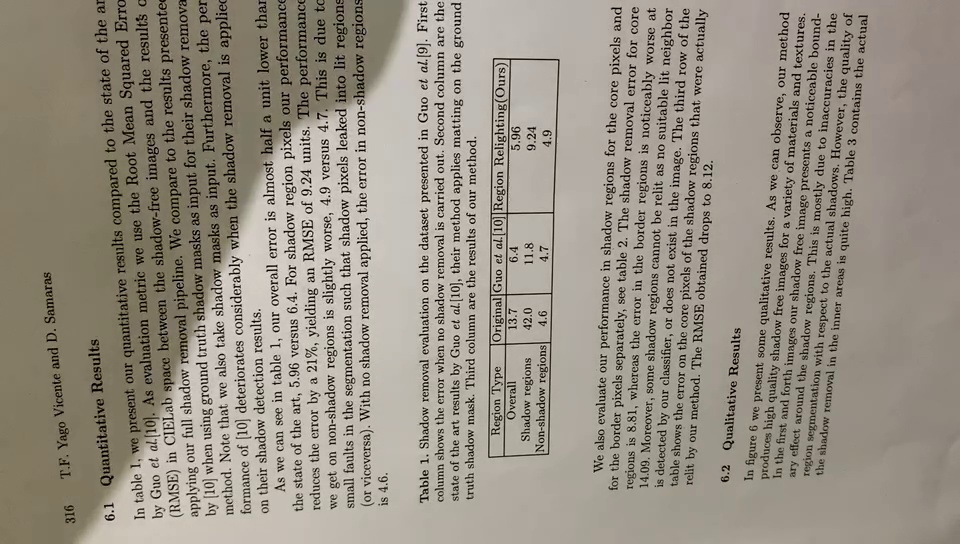 316 T.F. Yago Vicente and D. Samaras
6.1 Quantitative Results
In table 1, we present our quantitative results compared to the state of the ar
by Guo et al.[10]. As evaluation metric we use the Root Mean Squared Erro
(RMSE) in CIELab space between the shadow-free images and the results o
applying our full shadow removal pipeline. We compare to the results presented
by [10] when using ground truth shadow masks as input for their shadow remova
method. Note that we also take shadow masks as input. Furthermore, the per
formance of [10] deteriorates considerably when the shadow removal is applied
on their shadow detection results.
As we can see in table 1, our overall error is almost half a unit lower than
the state of the art, 5.96 versus 6.4. For shadow region pixels our performance
reduces the error by a 21%, yielding an RMSE of 9.24 units. The performance
we get on non-shadow regions is slightly worse, 4.9 versus 4.7. This is due to
small faults in the segmentation such that shadow pixels leaked into lit regions
(or viceversa). With no shadow removal applied, the error in non-shadow regions
is 4.6.
Table 1. Shadow removal evaluation on the dataset presented in Guo et al.[9]. First
column shows the error when no shadow removal is carried out. Second column are the
state of the art results by Guo et al.[10], their method applies matting on the ground
truth shadow mask. Third column are the results of our method.
Region Type Original Guo et al.[10] Region Relighting(Ours)
Overall 13.7 6.4 5.96
Shadow regions 42.0 11.8 9.24
Non-shadow regions 4.6 4.7 4.9
We also evaluate our performance in shadow regions for the core pixels and
for the border pixels separately, see table 2. The shadow removal error for core
regions is 8.81, whereas the error in the border regions is noticeably worse at
14.09. Moreover, some shadow regions cannot be relit as no suitable lit neighbor
is detected by our classifier, or does not exist in the image. The third row of the
table shows the error on the core pixels of the shadow regions that were actually
relit by our method. The RMSE obtained drops to 8.12.
6.2 Qualitative Results
In figure 6 we present some qualitative results. As we can observe, our method
produces high quality shadow free images for a variety of materials and textures.
In the first and forth images our shadow free image presents a noticeable bound-
ary effect around the shadow regions. This is mostly due to inaccuracies in the
region segmentation with respect to the actual shadows. However, the quality of
the shadow removal in the inner areas is quite high. Table 3 contains the actual